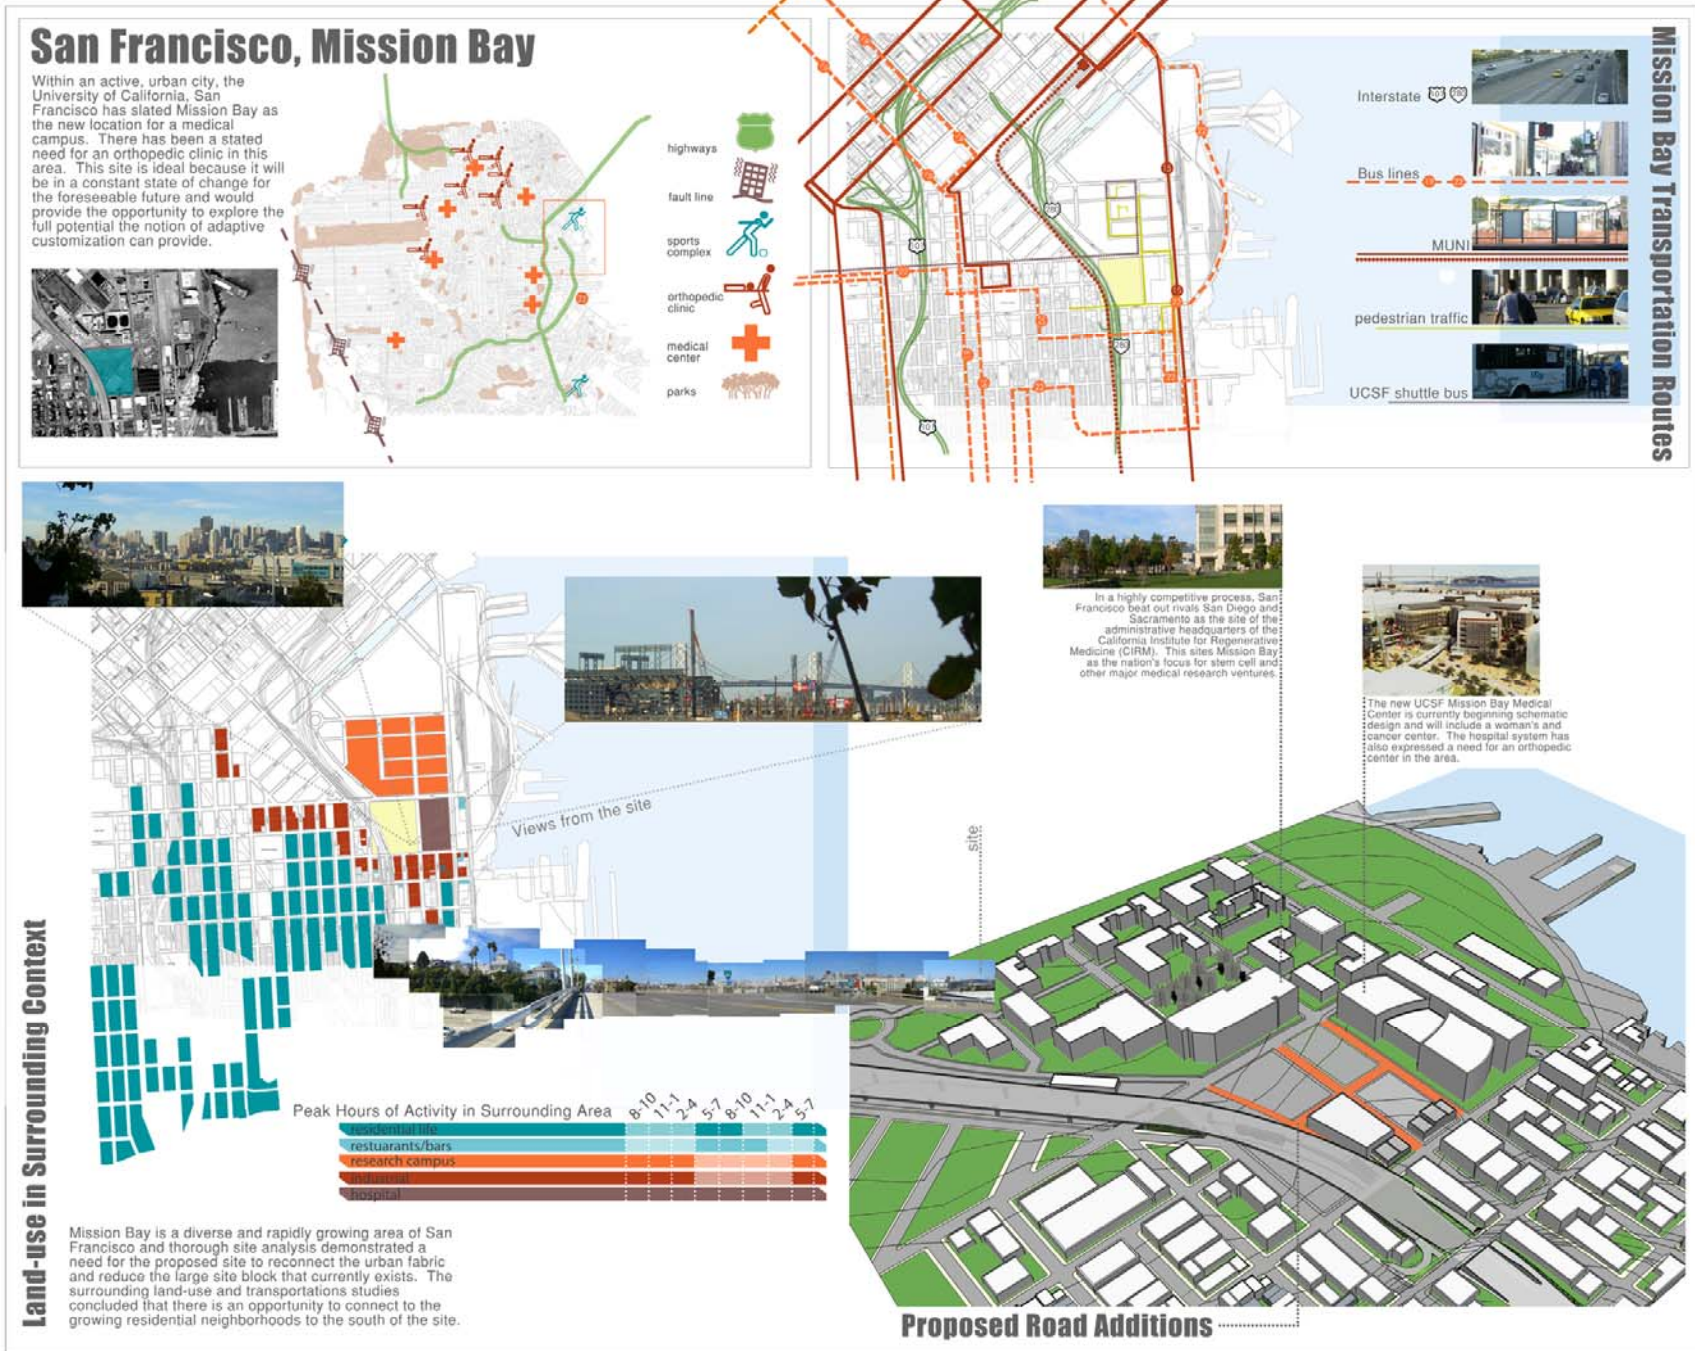 San Francisco, Mission Bay
Within an active, urban city, the
University of California, San
Francisco has slated Mission Bay as
the new location for a medical
campus. There has been a stated
need for an orthopedic clinic in this
area. This site is ideal because it will
be in a constant state of change for
the foreseeable future and would
provide the opportunity to explore the
full potential the notion of adaptive
customization can provide.
highways
fault line
sports
complex
orthopedic
clinic
medical
center
parks
22
Mission Bay Transportation Routes
Interstate 101 280
Bus lines
MUNI
pedestrian traffic
UCSF shuttle bus
280
101
280
101
In a highly competitive process, San
Francisco beat out rivals San Diego and
Sacramento as the site of the
administrative headquarters of the
California Institute for Regenerative
Medicine (CIRM). This sites Mission Bay
as the nation's focus for stem cell and
other major medical research ventures.
The new UCSF Mission Bay Medical
Center is currently beginning schematic
design and will include a woman's and
cancer center. The hospital system has
also expressed a need for an orthopedic
center in the area.
Views from the site
site
Land-use in Surrounding Context
Peak Hours of Activity in Surrounding Area
8-10 11-1 2-4 5-7 8-10 11-1 2-4 5-7
residential life
restuarants/bars
research campus
industrial
hospital
Mission Bay is a diverse and rapidly growing area of San
Francisco and thorough site analysis demonstrated a
need for the proposed site to reconnect the urban fabric
and reduce the large site block that currently exists. The
surrounding land-use and transportations studies
concluded that there is an opportunity to connect to the
growing residential neighborhoods to the south of the site.
Proposed Road Additions